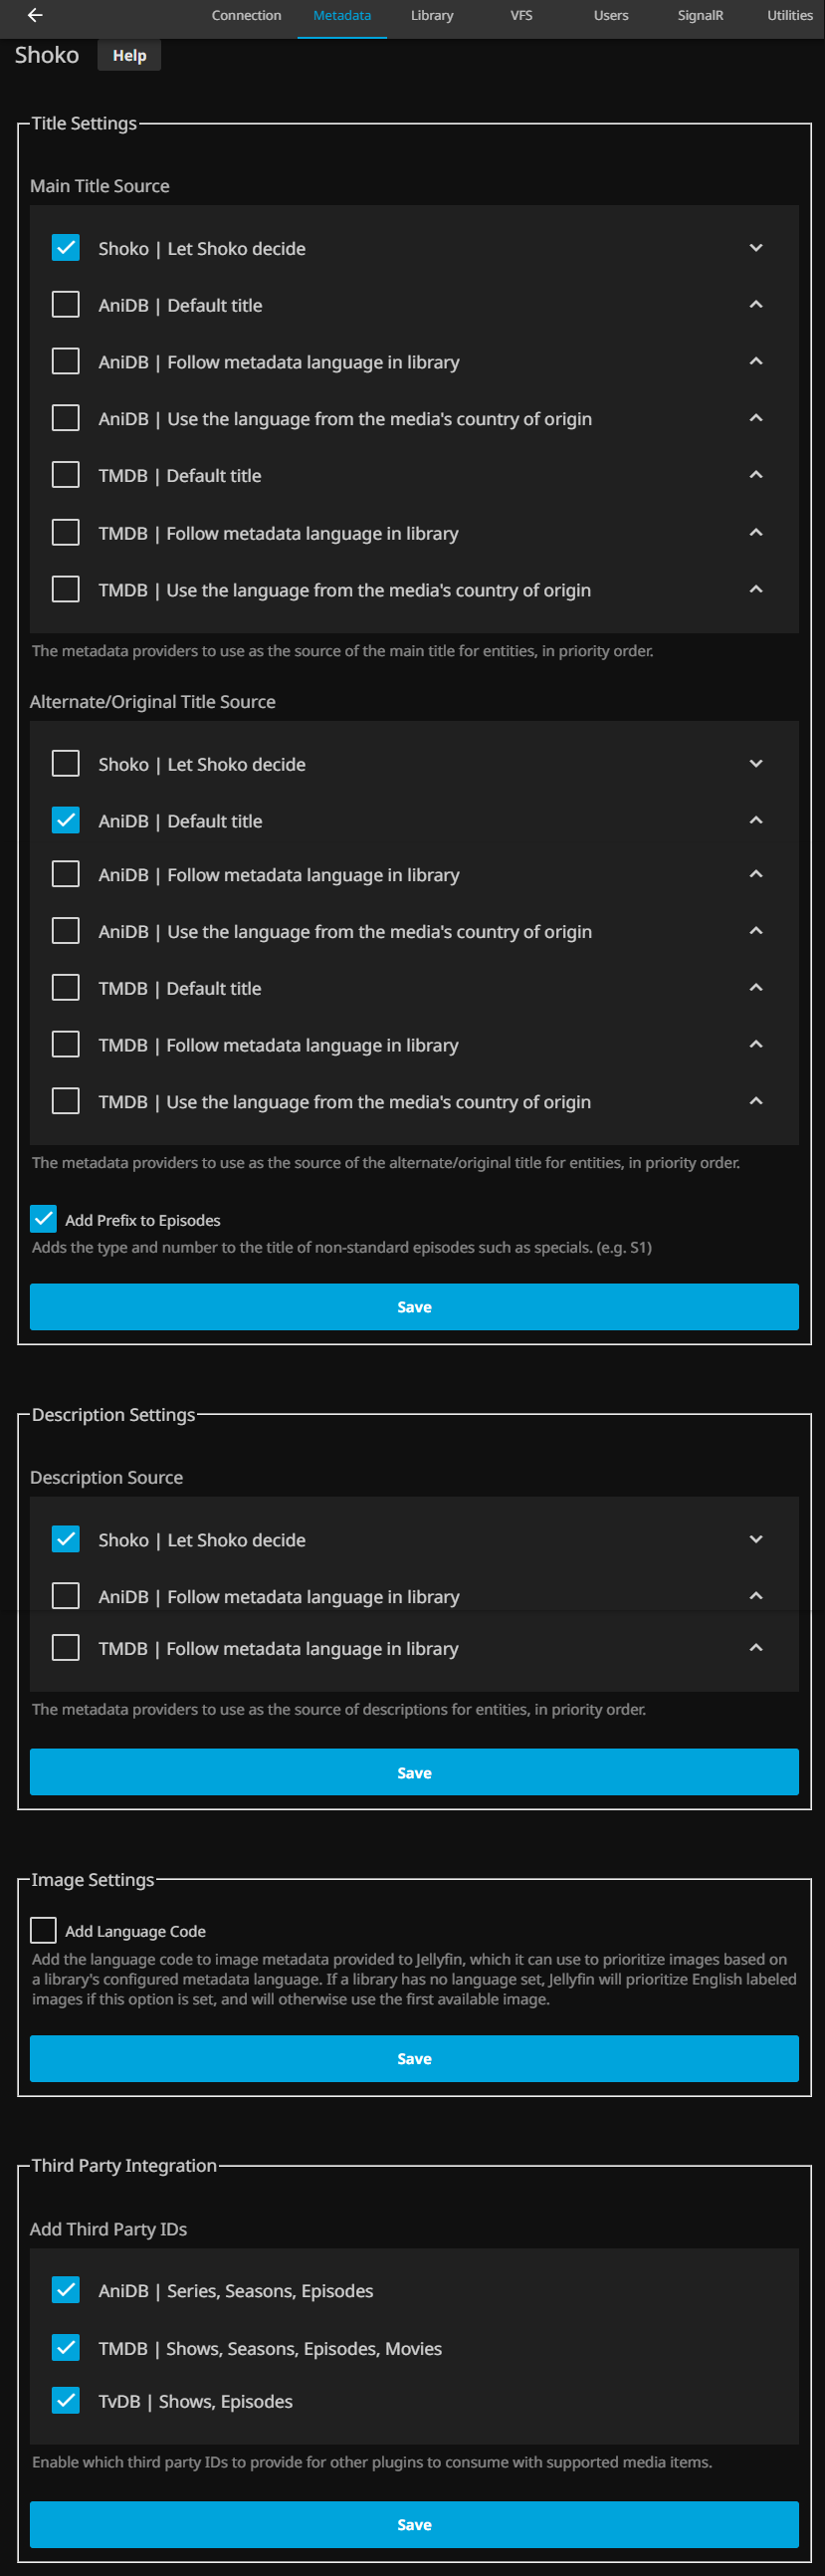 Connection Metadata Library VFS Users SignalR Utilities
Shoko Help
Title Settings
Main Title Source
Shoko | Let Shoko decide
AniDB | Default title
AniDB | Follow metadata language in library
AniDB | Use the language from the media's country of origin
TMDB | Default title
TMDB | Follow metadata language in library
TMDB | Use the language from the media's country of origin
The metadata providers to use as the source of the main title for entities, in priority order.
Alternate/Original Title Source
Shoko | Let Shoko decide
AniDB | Default title
AniDB | Follow metadata language in library
AniDB | Use the language from the media's country of origin
TMDB | Default title
TMDB | Follow metadata language in library
TMDB | Use the language from the media's country of origin
The metadata providers to use as the source of the alternate/original title for entities, in priority order.
Add Prefix to Episodes
Adds the type and number to the title of non-standard episodes such as specials. (e.g. S1)
Save
Description Settings
Description Source
Shoko | Let Shoko decide
AniDB | Follow metadata language in library
TMDB | Follow metadata language in library
The metadata providers to use as the source of descriptions for entities, in priority order.
Save
Image Settings
Add Language Code
Add the language code to image metadata provided to Jellyfin, which it can use to prioritize images based on
a library's configured metadata language. If a library has no language set, Jellyfin will prioritize English labeled
images if this option is set, and will otherwise use the first available image.
Save
Third Party Integration
Add Third Party IDs
AniDB | Series, Seasons, Episodes
TMDB | Shows, Seasons, Episodes, Movies
TvDB | Shows, Episodes
Enable which third party IDs to provide for other plugins to consume with supported media items.
Save